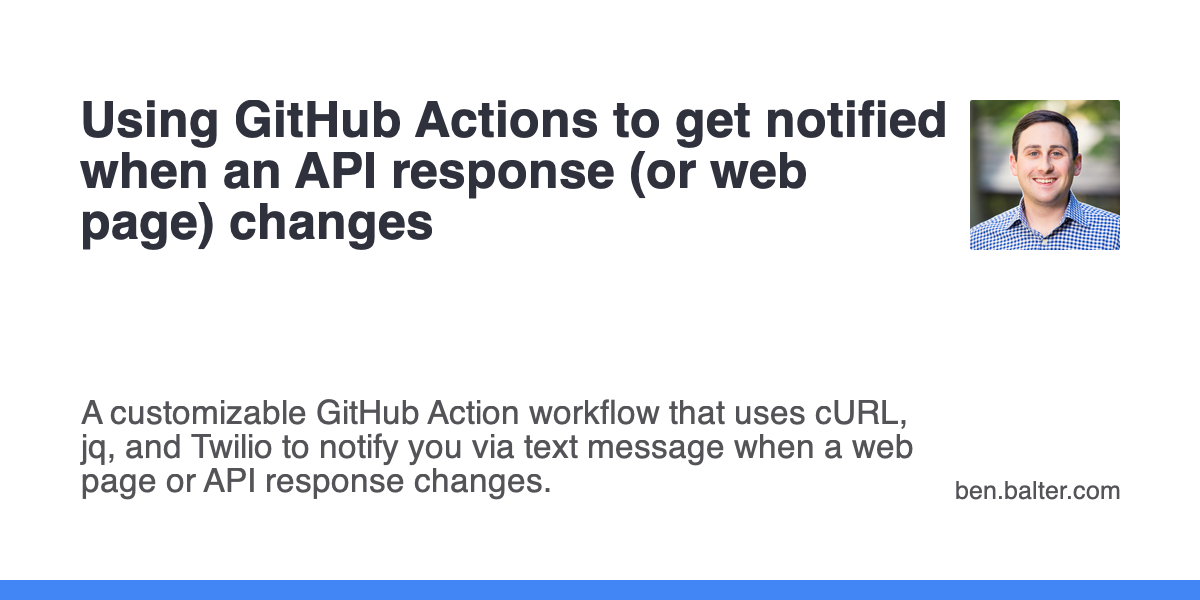 Using GitHub Actions to get notified
when an API response (or web
page) changes
A customizable GitHub Action workflow that uses cURL,
jq, and Twilio to notify you via text message when a web
page or API response changes.
ben.balter.com